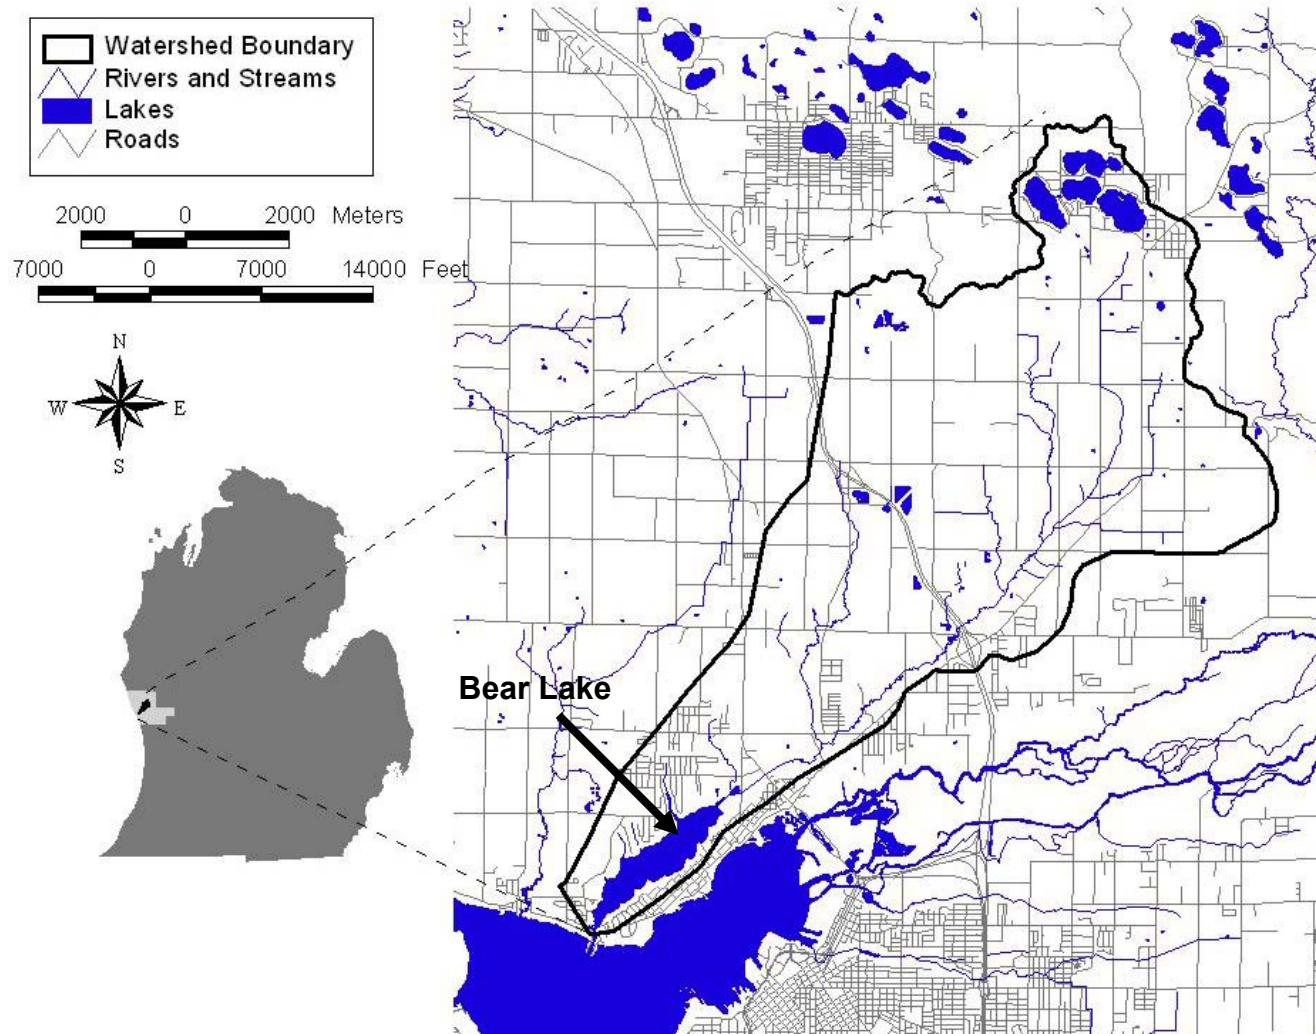 Watershed Boundary
Rivers and Streams
Lakes
Roads
2000 0 2000 Meters
7000 0 7000 14000 Feet
N
W E
S
Bear Lake